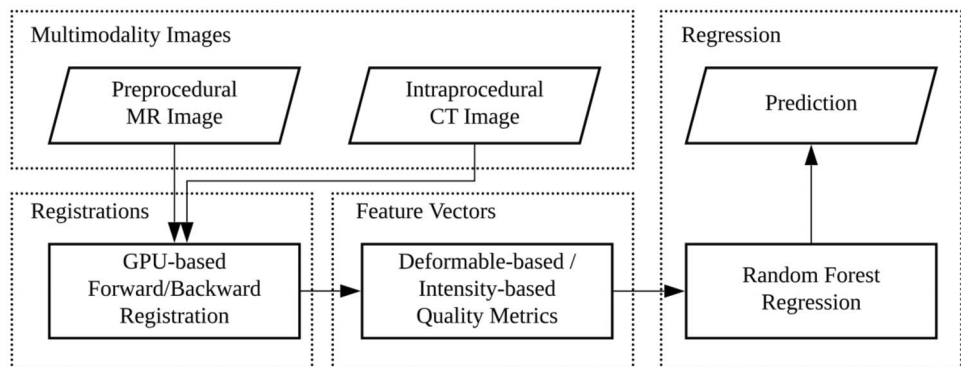 Multimodality Images
Preprocedural
MR Image
Intraprocedural
CT Image
Registrations
GPU-based
Forward/Backward
Registration
Feature Vectors
Deformable-based /
Intensity-based
Quality Metrics
Regression
Prediction
Random Forest
Regression